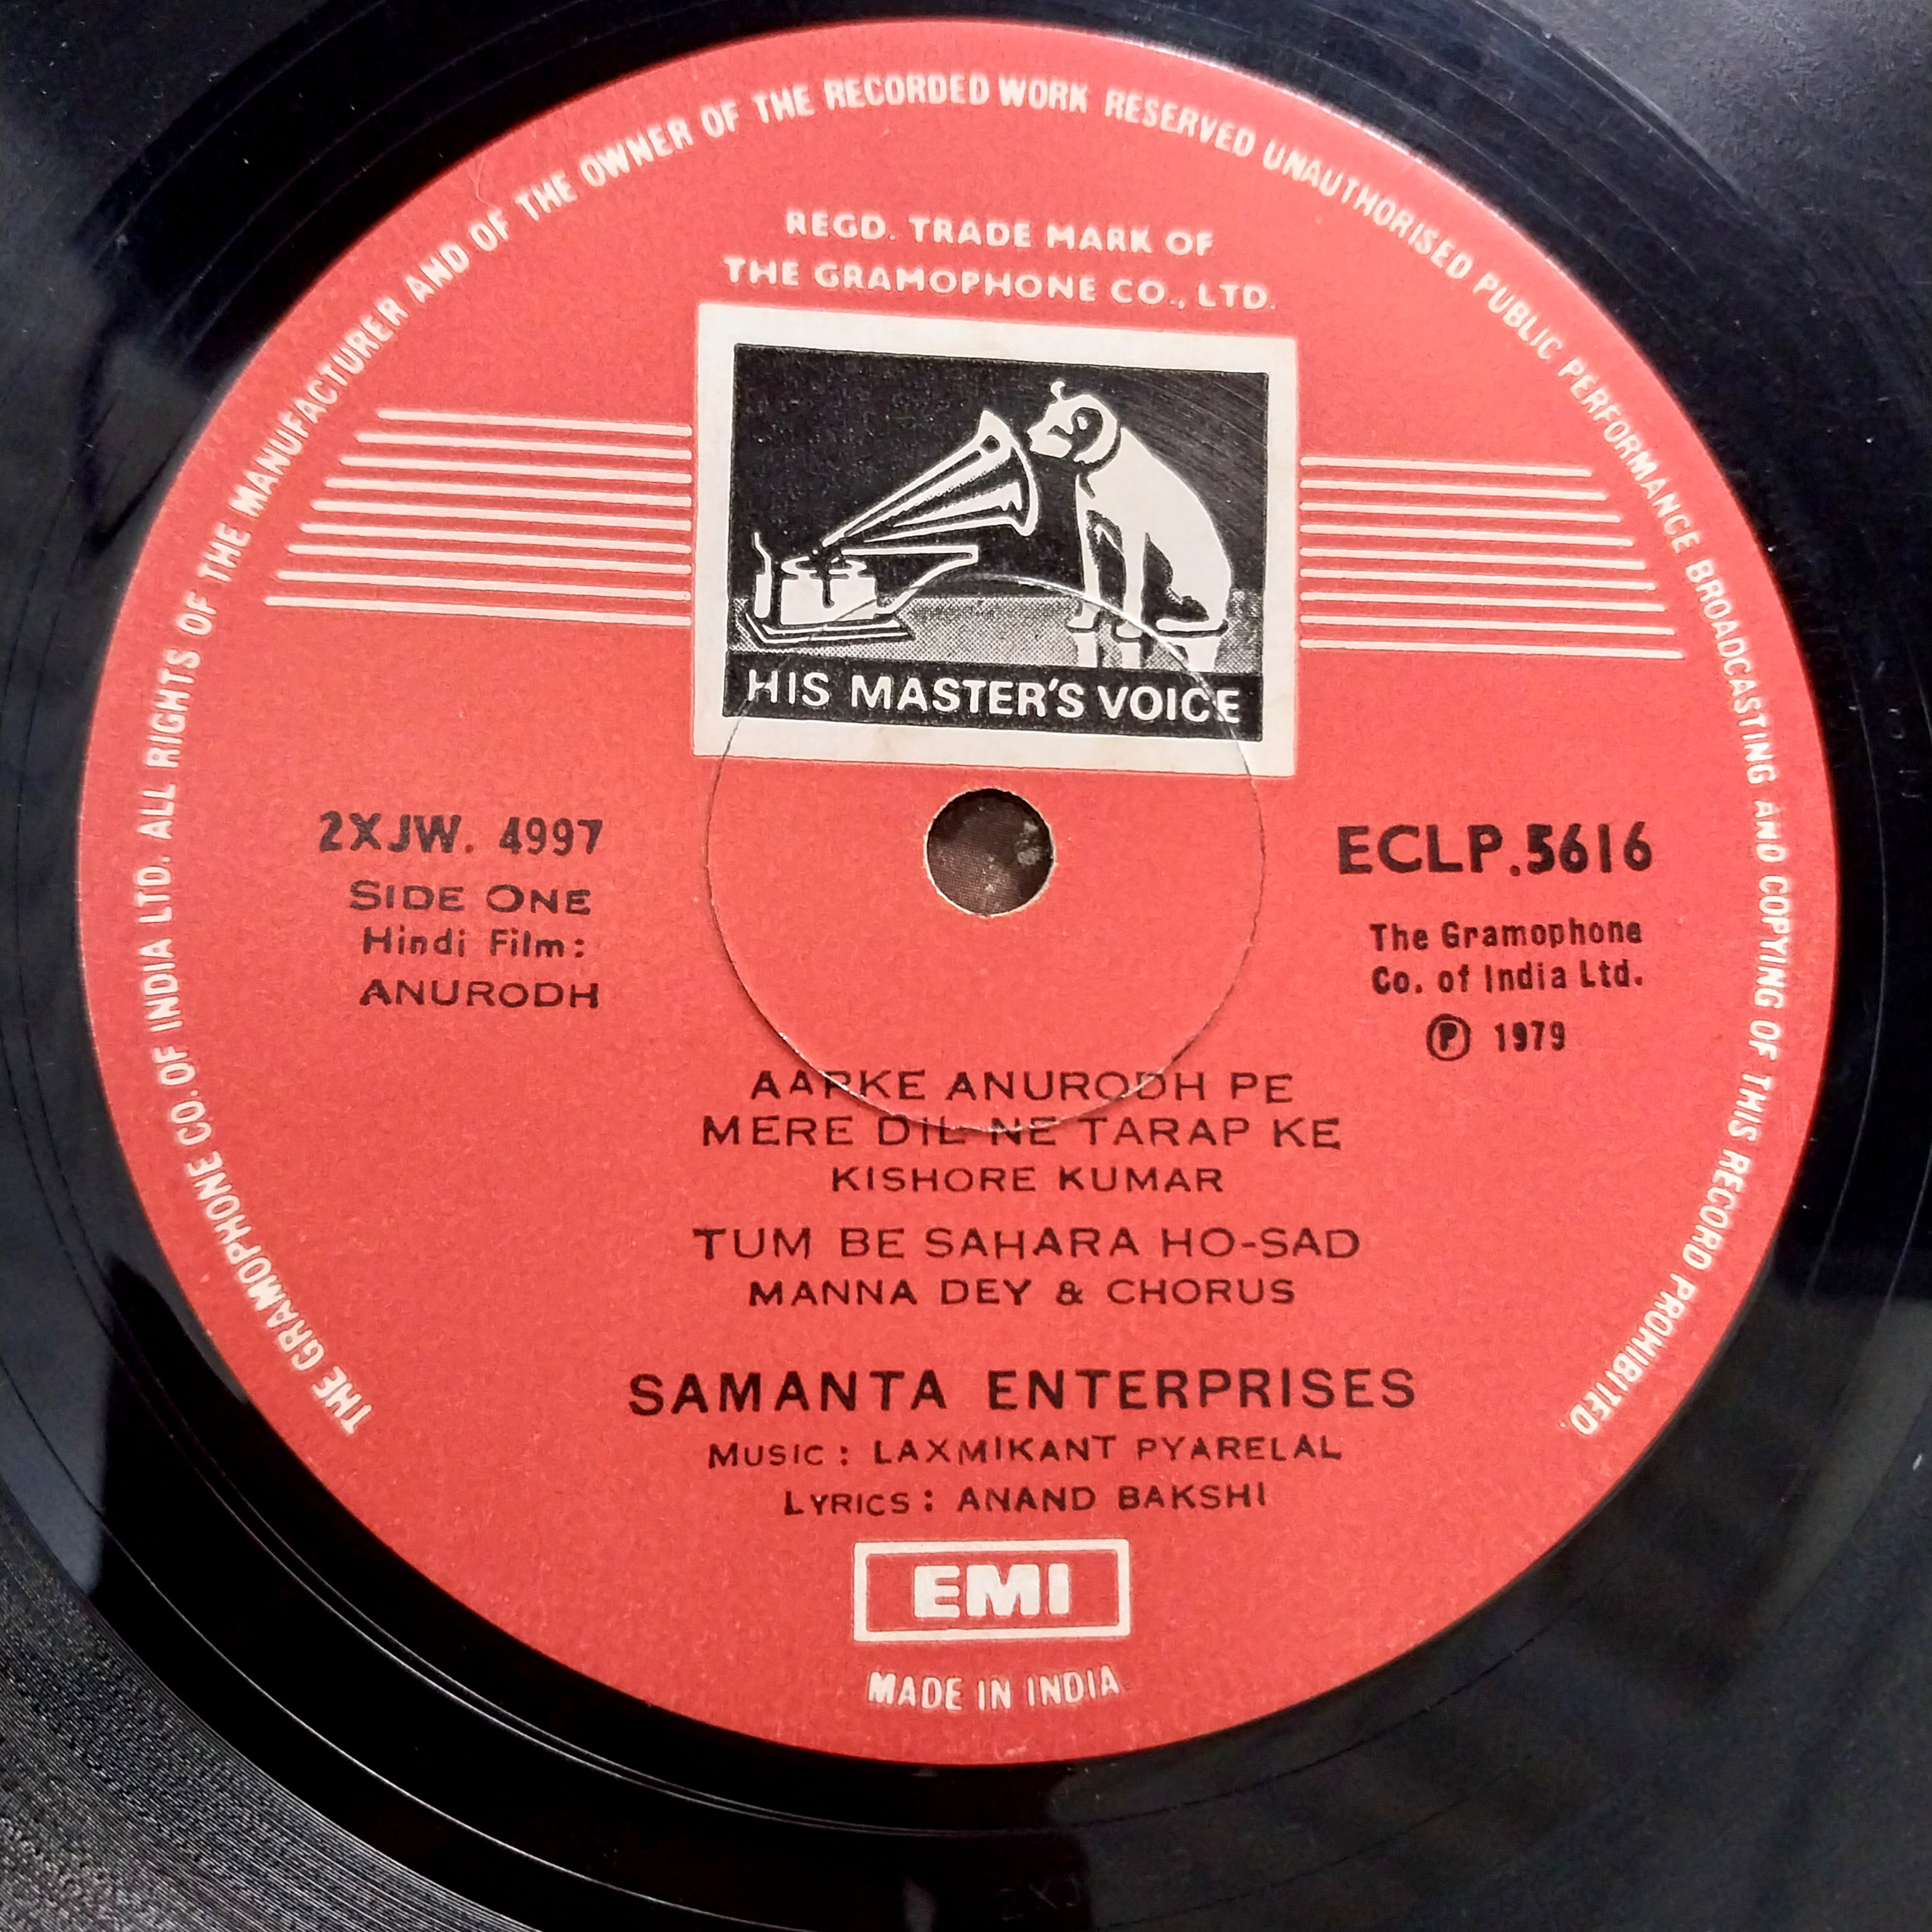 THE GRAMOPHONE CO. OF INDIA LTD. ALL RIGHTS OF THE MANUFACTURER AND OF THE OWNER OF THE RECORDED WORK RESERVED UNAUTHORISED PUBLIC PERFORMANCE BROADCASTING AND COPYING OF THIS RECORD PROHIBITED.
REGD. TRADE MARK OF
THE GRAMOPHONE CO., LTD.
HIS MASTER'S VOICE
2XJW. 4997
SIDE ONE
Hindi Film:
ANURODH
ECLP.5616
The Gramophone
Co. of India Ltd.
Ⓟ 1979
AAPKE ANURODH PE
MERE DIL NE TARAP KE
KISHORE KUMAR
TUM BE SAHARA HO-SAD
MANNA DEY & CHORUS
SAMANTA ENTERPRISES
MUSIC : LAXMIKANT PYARELAL
LYRICS : ANAND BAKSHI
EMI
MADE IN INDIA